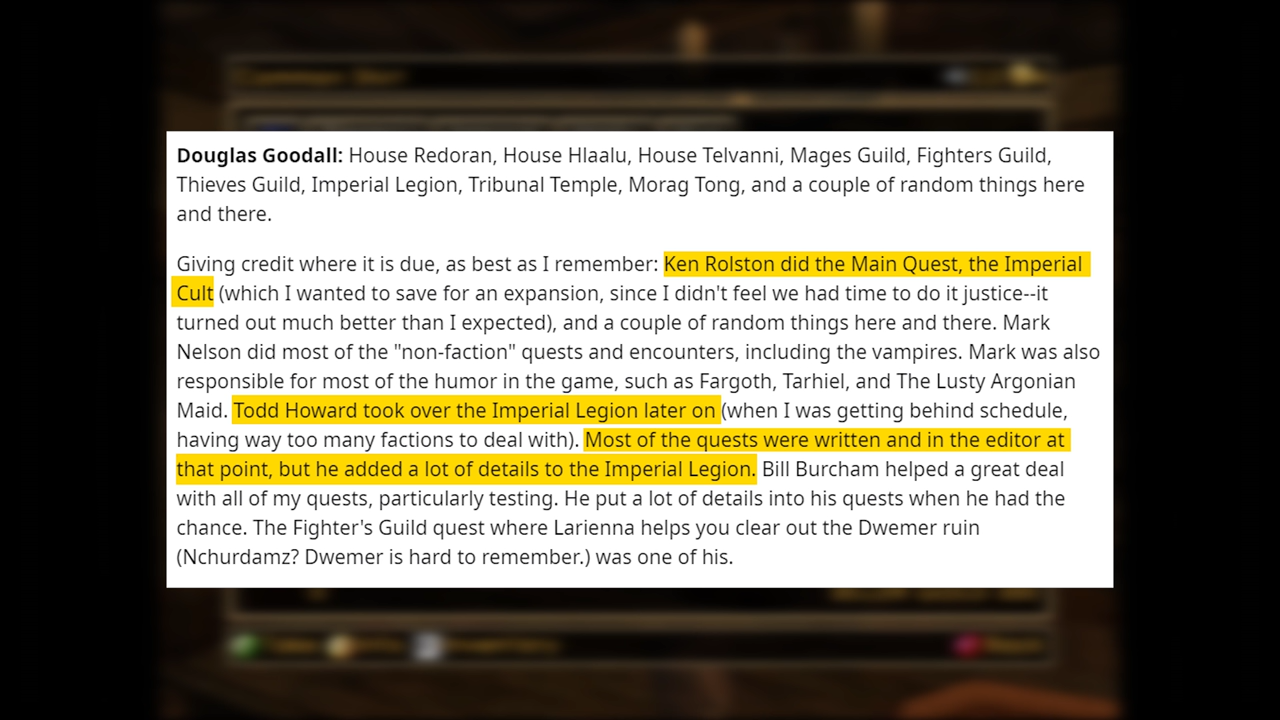 Douglas Goodall: House Redoran, House Hlaalu, House Telvanni, Mages Guild, Fighters Guild,
Thieves Guild, Imperial Legion, Tribunal Temple, Morag Tong, and a couple of random things here
and there.
Giving credit where it is due, as best as I remember: Ken Rolston did the Main Quest, the Imperial
Cult (which I wanted to save for an expansion, since I didn't feel we had time to do it justice--it
turned out much better than I expected), and a couple of random things here and there. Mark
Nelson did most of the "non-faction" quests and encounters, including the vampires. Mark was also
responsible for most of the humor in the game, such as Fargoth, Tarhiel, and The Lusty Argonian
Maid. Todd Howard took over the Imperial Legion later on (when I was getting behind schedule,
having way too many factions to deal with). Most of the quests were written and in the editor at
that point, but he added a lot of details to the Imperial Legion. Bill Burcham helped a great deal
with all of my quests, particularly testing. He put a lot of details into his quests when he had the
chance. The Fighter's Guild quest where Larienna helps you clear out the Dwemer ruin
(Nchurdamz? Dwemer is hard to remember.) was one of his.